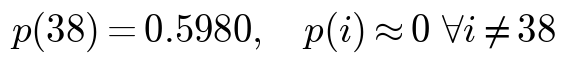 p(38) = 0.5980, p(i) ≈ 0 ∀i ≠ 38